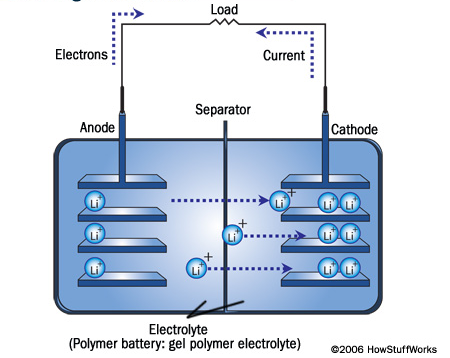 Load
Electrons
Current
Separator
Anode
Cathode
Li
Li +
Li Li
Li
Li +
Li Li
Li
Li +
Li Li
Electrolyte
(Polymer battery: gel polymer electrolyte)
©2006 HowStuffWorks